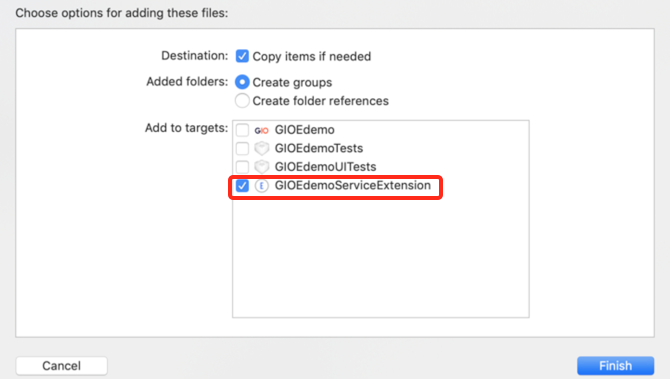 Choose options for adding these files:
Destination: Copy items if needed
Added folders: Create groups
Create folder references
Add to targets: GIO GIOEdemo
GIOEdemoTests
GIOEdemoUITests
E GIOEdemoServiceExtension
Cancel Finish